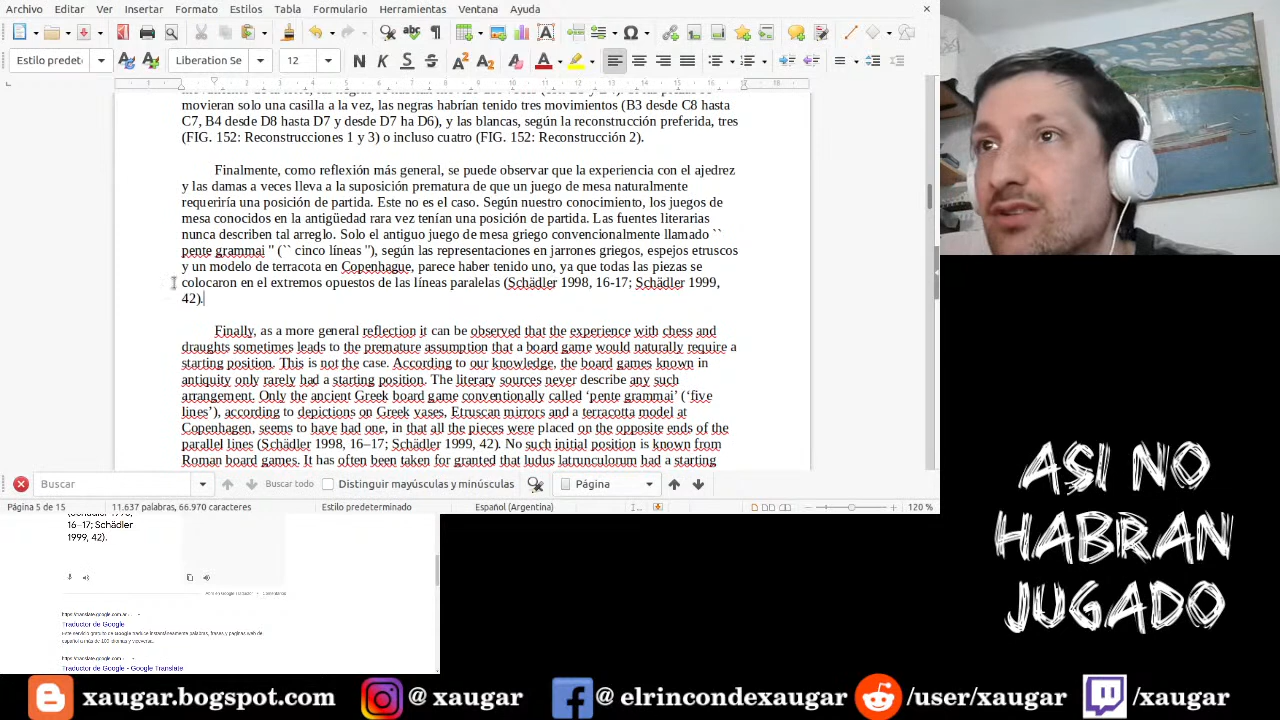 Archivo Editar Ver Insertar Formato Estilos Tabla Formulario Herramientas Ventana Ayuda
Estilo predet Liberation Se 12 N K S S
movieran solo una casilla a la vez, las negras habrían tenido tres movimientos (B3 desde C8 hasta
C7, B4 desde D8 hasta D7 y desde D7 ha D6), y las blancas, según la reconstrucción preferida, tres
(FIG. 152: Reconstrucciones 1 y 3) o incluso cuatro (FIG. 152: Reconstrucción 2).
Finalmente, como reflexión más general, se puede observar que la experiencia con el ajedrez
y las damas a veces lleva a la suposición prematura de que un juego de mesa naturalmente
requeriría una posición de partida. Este no es el caso. Según nuestro conocimiento, los juegos de
mesa conocidos en la antigüedad rara vez tenían una posición de partida. Las fuentes literarias
nunca describen tal arreglo. Solo el antiguo juego de mesa griego convencionalmente llamado ``
pente grammai '' (`` cinco líneas ''), según las representaciones en jarrones griegos, espejos etruscos
y un modelo de terracota en Copenhague, parece haber tenido uno, ya que todas las piezas se
colocaron en el extremos opuestos de las líneas paralelas (Schädler 1998, 16-17; Schädler 1999,
42).
Finally, as a more general reflection it can be observed that the experience with chess and
draughts sometimes leads to the premature assumption that a board game would naturally require a
starting position. This is not the case. According to our knowledge, the board games known in
antiquity only rarely had a starting position. The literary sources never describe any such
arrangement. Only the ancient Greek board game conventionally called ‘pente grammai’ (‘five
lines’), according to depictions on Greek vases, Etruscan mirrors and a terracotta model at
Copenhagen, seems to have had one, in that all the pieces were placed on the opposite ends of the
parallel lines (Schädler 1998, 16–17; Schädler 1999, 42). No such initial position is known from
Roman board games. It has often been taken for granted that ludus latrunculorum had a starting
Buscar Buscar todo Distinguir mayúsculas y minúsculas Página
Página 5 de 15 11.637 palabras, 66.970 caracteres Estilo predeterminado Español (Argentina) 120 %
16–17; Schädler
1999, 42).
Traductor de Google
Traductor de Google - Google Translate
ASI NO
HABRAN
JUGADO
xaugar.bogspot.com @ xaugar @ elrincondexaugar /user/xaugar /xaugar